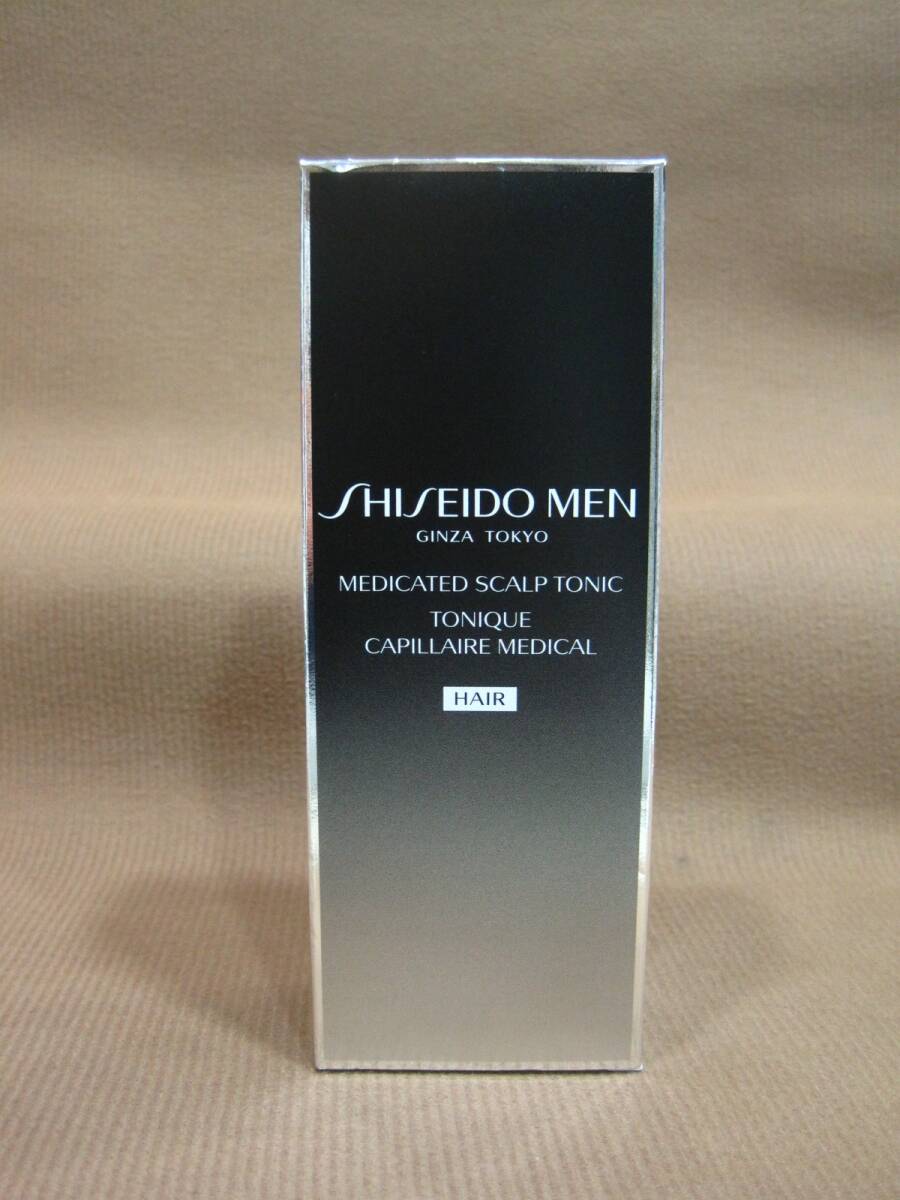 SHISEIDO MEN
GINZA TOKYO
MEDICATED SCALP TONIC
TONIQUE
CAPILLAIRE MEDICAL
HAIR